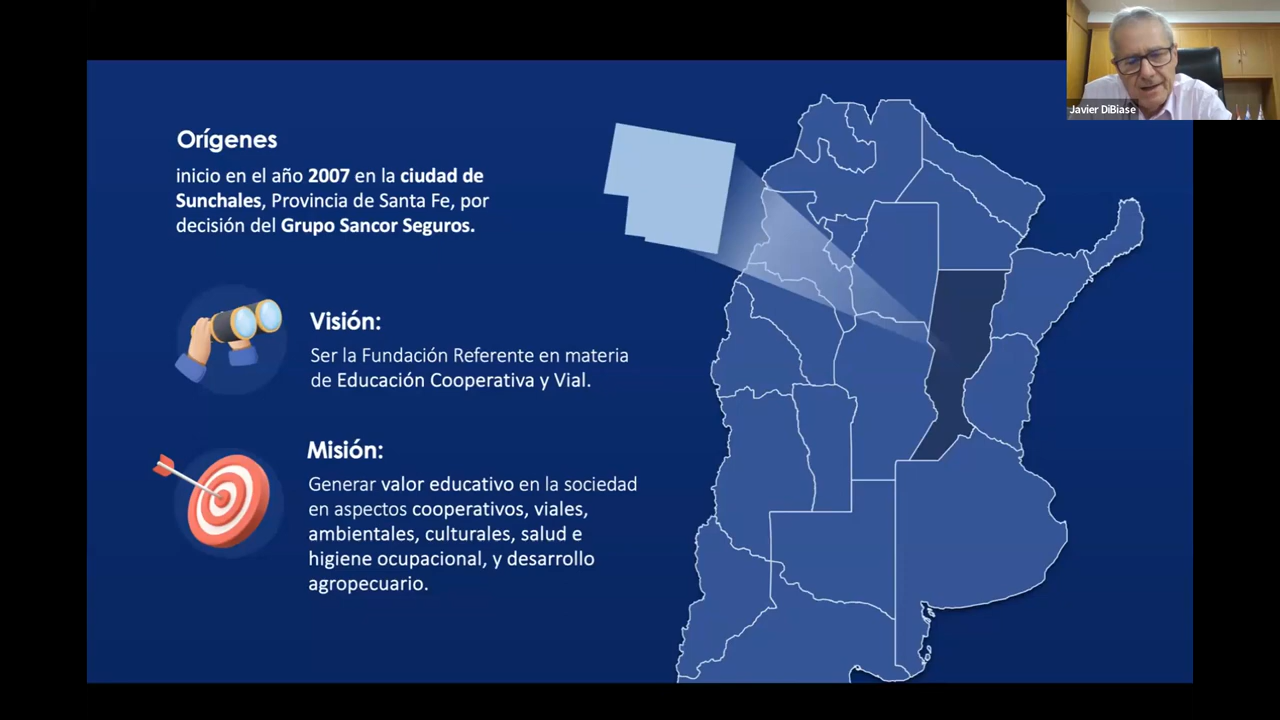 Javier DiBiase
Orígenes
inicio en el año 2007 en la ciudad de
Sunchales, Provincia de Santa Fe, por
decisión del Grupo Sancor Seguros.
Visión:
Ser la Fundación Referente en materia
de Educación Cooperativa y Vial.
Misión:
Generar valor educativo en la sociedad
en aspectos cooperativos, viales,
ambientales, culturales, salud e
higiene ocupacional, y desarrollo
agropecuario.